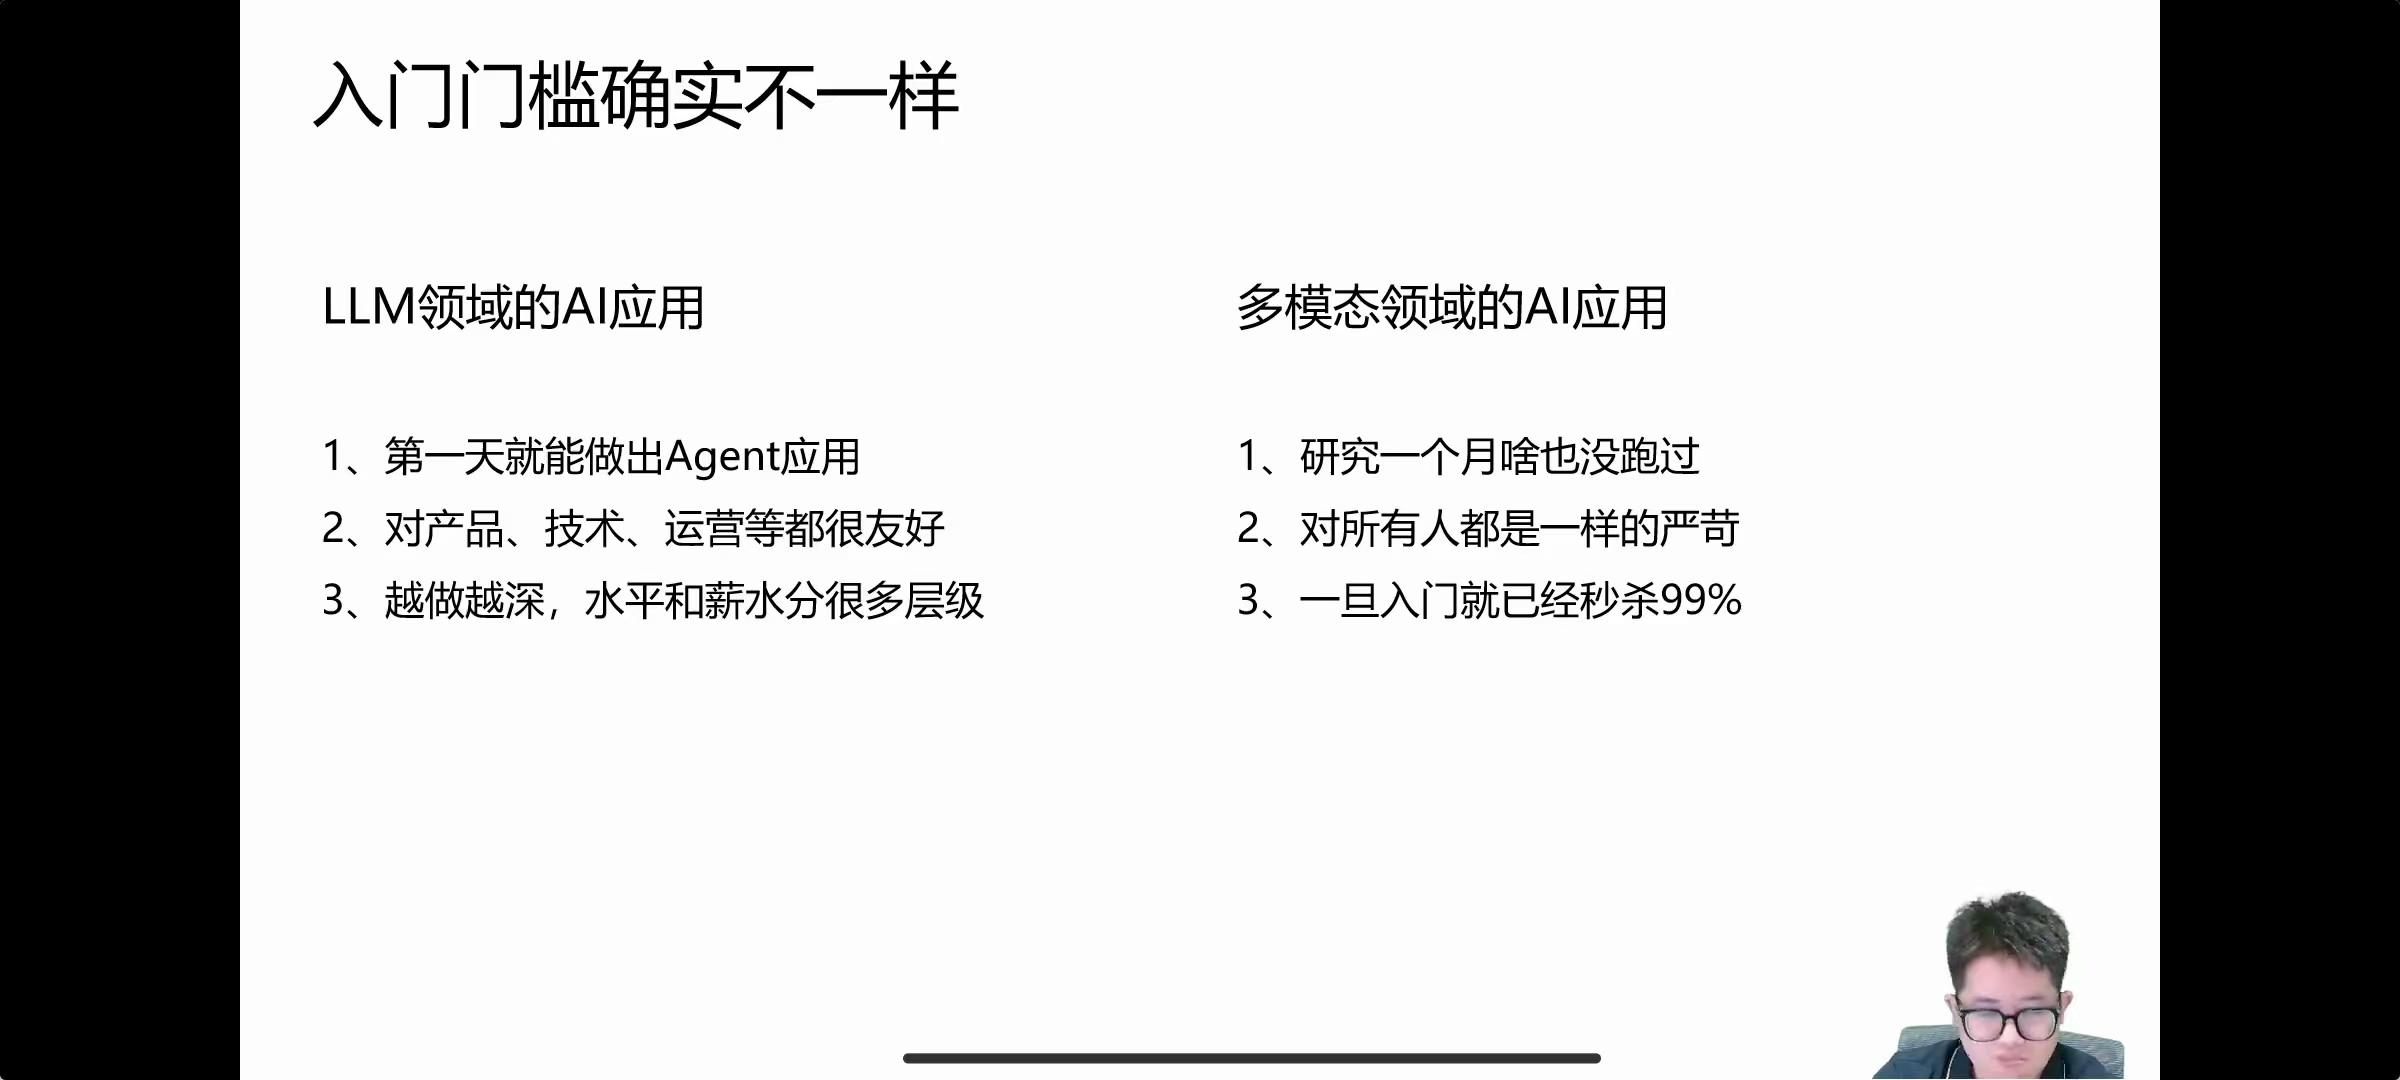 入门门槛确实不一样
LLM领域的AI应用
1、第一天就能做出Agent应用
2、对产品、技术、运营等都很友好
3、越做越深，水平和薪水分很多层级
多模态领域的AI应用
1、研究一个月啥也没跑过
2、对所有人都是一样的严苛
3、一旦入门就已经秒杀99%